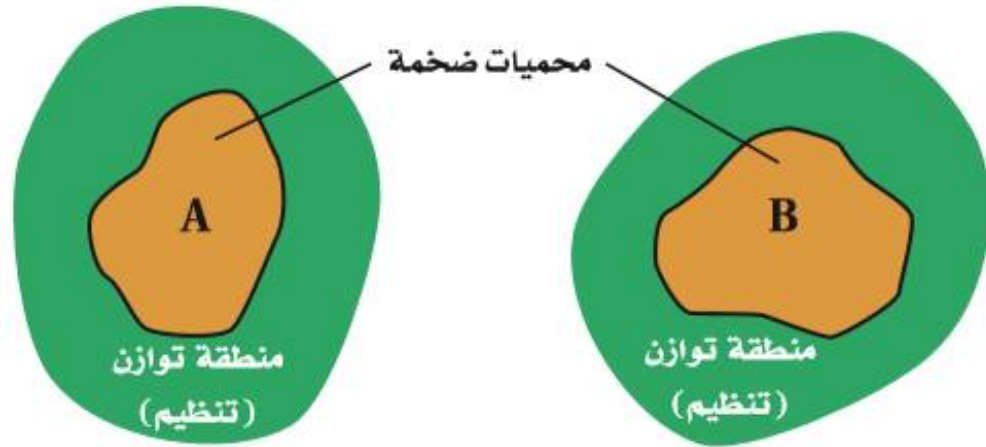 محميات ضخمة
A
B
منطقة توازن
(تنظيم)
منطقة توازن
(تنظيم)